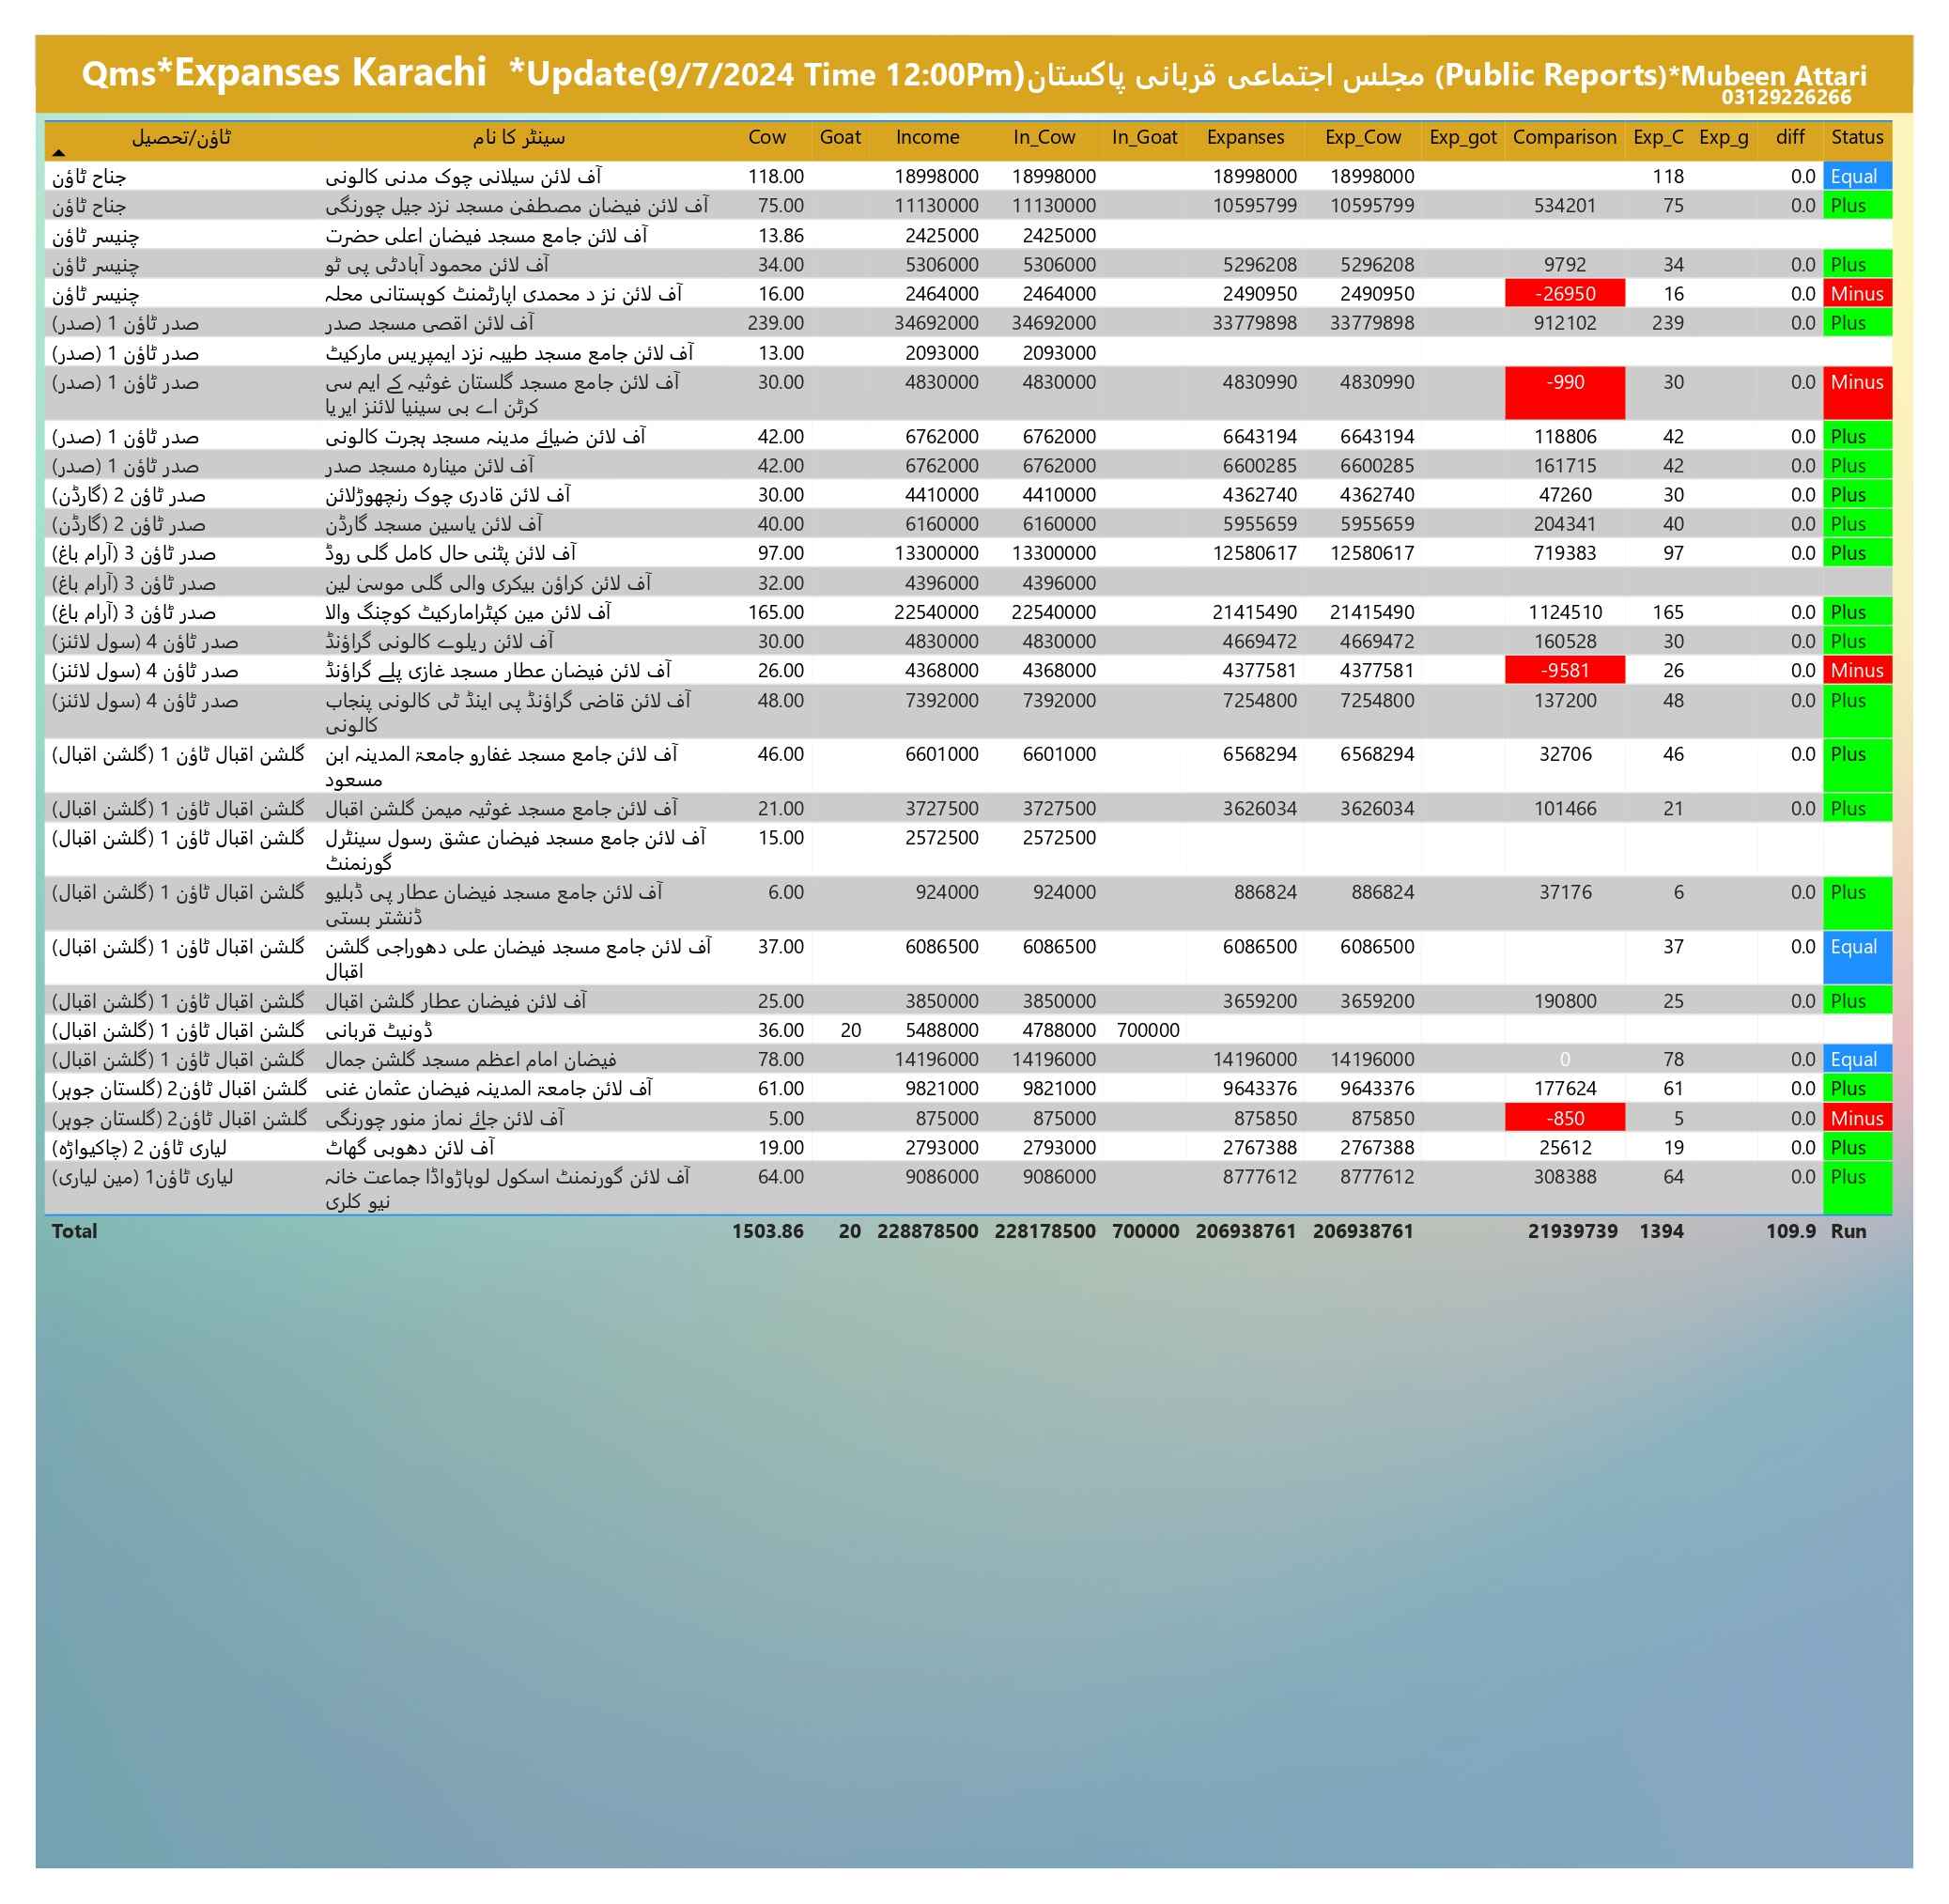 Qms*Expanses Karachi *Update(9/7/2024 Time 12:00Pm)مجلس اجتماعی قربانی پاکستان (Public Reports)*Mubeen Attari
03129226266
ٹاؤن/تحصیل سینٹر کا نام Cow Goat Income In_Cow In_Goat Expanses Exp_Cow Exp_got Comparison Exp_C Exp_g diff Status
جناح ٹاؤن آف لائن سیلانی چوک مدنی کالونی 118.00 18998000 18998000 18998000 18998000 118 0.0 Equal
جناح ٹاؤن آف لائن فیضان مصطفیٰ مسجد نزد جیل چورنگی 75.00 11130000 11130000 10595799 10595799 534201 75 0.0 Plus
چنیسر ٹاؤن آف لائن جامع مسجد فیضان اعلی حضرت 13.86 2425000 2425000
چنیسر ٹاؤن آف لائن محمود آبادٹی پی ٹو 34.00 5306000 5306000 5296208 5296208 9792 34 0.0 Plus
چنیسر ٹاؤن آف لائن نز د محمدی اپارٹمنٹ کوہستانی محلہ 16.00 2464000 2464000 2490950 2490950 -26950 16 0.0 Minus
صدر ٹاؤن 1 (صدر) آف لائن اقصی مسجد صدر 239.00 34692000 34692000 33779898 33779898 912102 239 0.0 Plus
صدر ٹاؤن 1 (صدر) آف لائن جامع مسجد طیبہ نزد ایمپریس مارکیٹ 13.00 2093000 2093000
صدر ٹاؤن 1 (صدر) آف لائن جامع مسجد گلستان غوثیہ کے ایم سی 30.00 4830000 4830000 4830990 4830990 -990 30 0.0 Minus
کرٹن اے بی سینیا لائنز ایریا
صدر ٹاؤن 1 (صدر) آف لائن ضیائے مدینہ مسجد ہجرت کالونی 42.00 6762000 6762000 6643194 6643194 118806 42 0.0 Plus
صدر ٹاؤن 1 (صدر) آف لائن مینارہ مسجد صدر 42.00 6762000 6762000 6600285 6600285 161715 42 0.0 Plus
صدر ٹاؤن 2 (گارڈن) آف لائن قادری چوک رنچھوڑلائن 30.00 4410000 4410000 4362740 4362740 47260 30 0.0 Plus
صدر ٹاؤن 2 (گارڈن) آف لائن یاسین مسجد گارڈن 40.00 6160000 6160000 5955659 5955659 204341 40 0.0 Plus
صدر ٹاؤن 3 (آرام باغ) آف لائن پٹنی حال کامل گلی روڈ 97.00 13300000 13300000 12580617 12580617 719383 97 0.0 Plus
صدر ٹاؤن 3 (آرام باغ) آف لائن کراؤن بیکری والی گلی موسیٰ لین 32.00 4396000 4396000
صدر ٹاؤن 3 (آرام باغ) آف لائن مین کپٹرامارکیٹ کوچنگ والا 165.00 22540000 22540000 21415490 21415490 1124510 165 0.0 Plus
صدر ٹاؤن 4 (سول لائنز) آف لائن ریلوے کالونی گراؤنڈ 30.00 4830000 4830000 4669472 4669472 160528 30 0.0 Plus
صدر ٹاؤن 4 (سول لائنز) آف لائن فیضان عطار مسجد غازی پلے گراؤنڈ 26.00 4368000 4368000 4377581 4377581 -9581 26 0.0 Minus
صدر ٹاؤن 4 (سول لائنز) آف لائن قاضی گراؤنڈ پی اینڈ ٹی کالونی پنجاب 48.00 7392000 7392000 7254800 7254800 137200 48 0.0 Plus
کالونی
گلشن اقبال ٹاؤن 1 (گلشن اقبال) آف لائن جامع مسجد غفارو جامعۃ المدینہ ابن 46.00 6601000 6601000 6568294 6568294 32706 46 0.0 Plus
مسعود
گلشن اقبال ٹاؤن 1 (گلشن اقبال) آف لائن جامع مسجد غوثیہ میمن گلشن اقبال 21.00 3727500 3727500 3626034 3626034 101466 21 0.0 Plus
گلشن اقبال ٹاؤن 1 (گلشن اقبال) آف لائن جامع مسجد فیضان عشق رسول سینٹرل 15.00 2572500 2572500
گورنمنٹ
گلشن اقبال ٹاؤن 1 (گلشن اقبال) آف لائن جامع مسجد فیضان عطار پی ڈبلیو 6.00 924000 924000 886824 886824 37176 6 0.0 Plus
ڈنشتر بستی
گلشن اقبال ٹاؤن 1 (گلشن اقبال) آف لائن جامع مسجد فیضان علی دھوراجی گلشن 37.00 6086500 6086500 6086500 6086500 37 0.0 Equal
اقبال
گلشن اقبال ٹاؤن 1 (گلشن اقبال) آف لائن فیضان عطار گلشن اقبال 25.00 3850000 3850000 3659200 3659200 190800 25 0.0 Plus
گلشن اقبال ٹاؤن 1 (گلشن اقبال) ڈونیٹ قربانی 36.00 20 5488000 4788000 700000
گلشن اقبال ٹاؤن 1 (گلشن اقبال) فیضان امام اعظم مسجد گلشن جمال 78.00 14196000 14196000 14196000 14196000 0 78 0.0 Equal
گلشن اقبال ٹاؤن2 (گلستان جوہر) آف لائن جامعۃ المدینہ فیضان عثمان غنی 61.00 9821000 9821000 9643376 9643376 177624 61 0.0 Plus
گلشن اقبال ٹاؤن2 (گلستان جوہر) آف لائن جائے نماز منور چورنگی 5.00 875000 875000 875850 875850 -850 5 0.0 Minus
لیاری ٹاؤن 2 (چاکیواڑہ) آف لائن دھوبی گھاٹ 19.00 2793000 2793000 2767388 2767388 25612 19 0.0 Plus
لیاری ٹاؤن1 (مین لیاری) آف لائن گورنمنٹ اسکول لوہاڑواڈا جماعت خانہ 64.00 9086000 9086000 8777612 8777612 308388 64 0.0 Plus
نیو کلری
Total 1503.86 20 228878500 228178500 700000 206938761 206938761 21939739 1394 109.9 Run